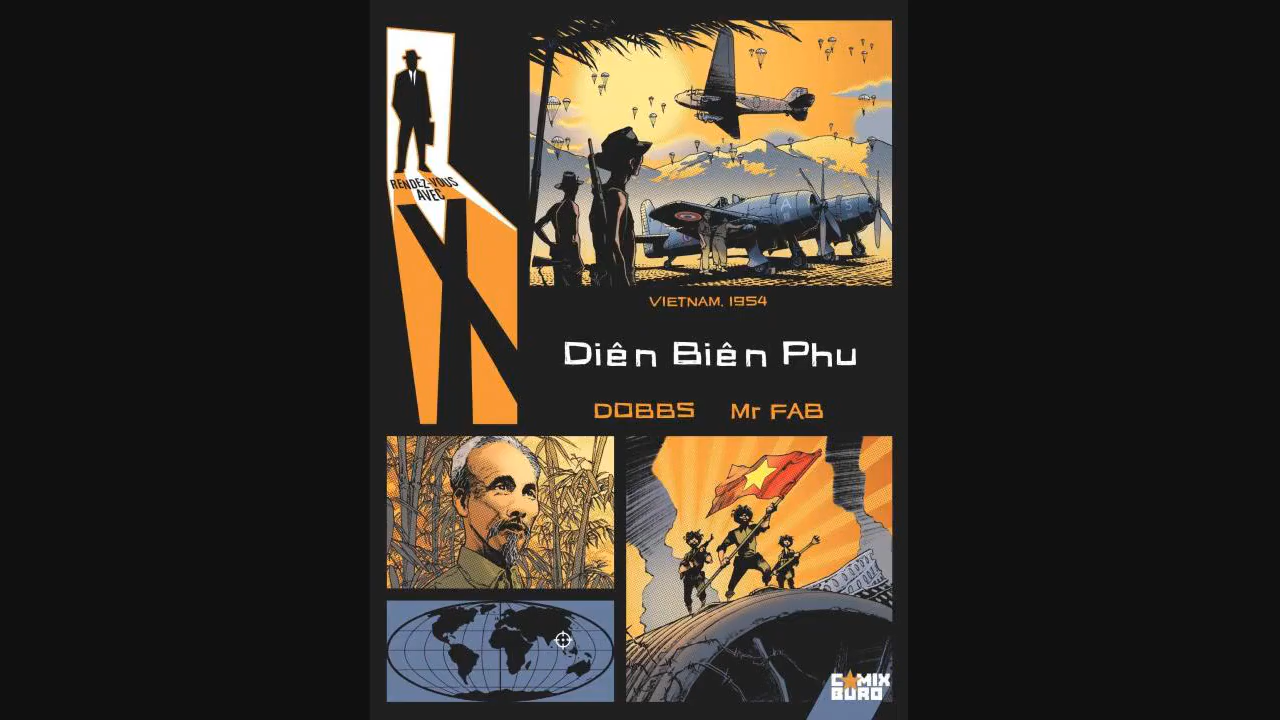 RENDEZ-VOUS
AVEC
X
VIETNAM, 1954
Diên Biên Phu
DOBBS Mr FAB
COMIX
BURO